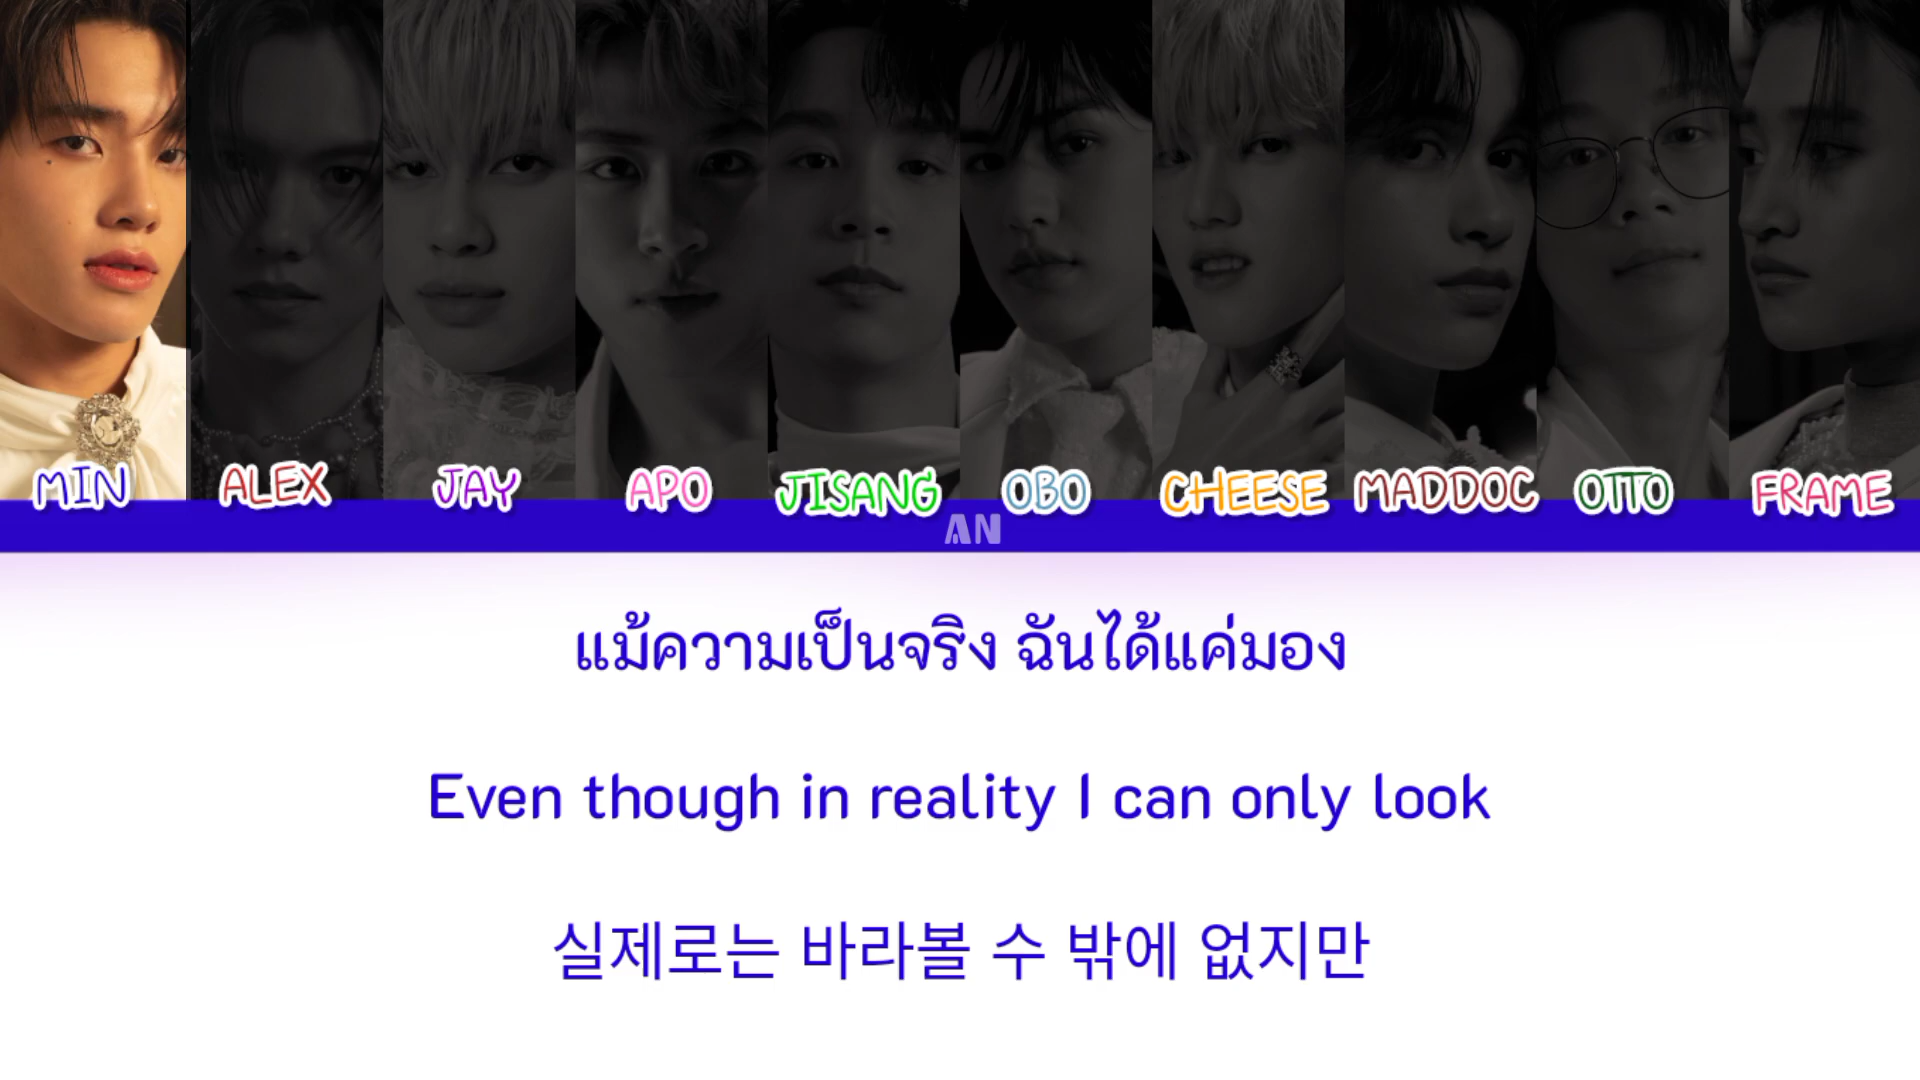 MIN ALEX JAY APO JISANG OBO CHEESE MADDOC OTTO FRAME
AN
แม้ความเป็นจริง ฉันได้แค่มอง
Even though in reality I can only look
실제로는 바라볼 수 밖에 없지만